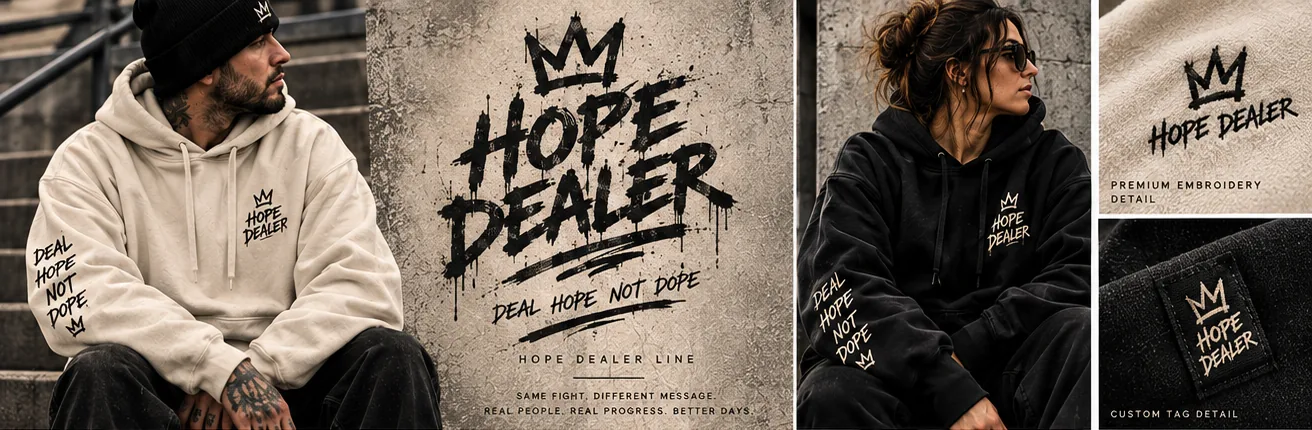 HOPE
DEALER
DEAL
HOPE
NOT
DOPE
HOPE
DEALER
DEAL HOPE NOT DOPE
HOPE DEALER LINE
SAME FIGHT, DIFFERENT MESSAGE.
REAL PEOPLE. REAL PROGRESS. BETTER DAYS.
HOPE
DEALER
DEAL
HOPE
NOT
DOPE
HOPE DEALER
PREMIUM EMBROIDERY
DETAIL
HOPE
DEALER
CUSTOM TAG DETAIL